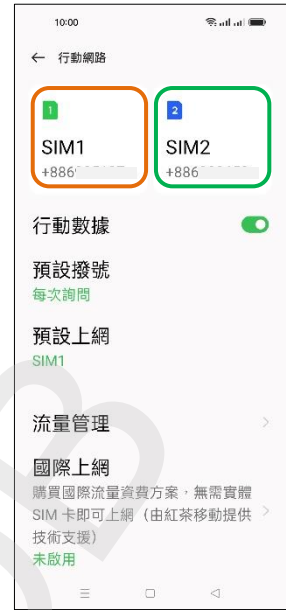 10:00
行動網路
1
2
SIM1
SIM2
+886
+886
行動數據
預設撥號
每次詢問
預設上網
SIM1
流量管理
國際上網
購買國際流量資費方案，無需實體
SIM 卡即可上網（由紅茶移動提供
技術支援）
未啟用